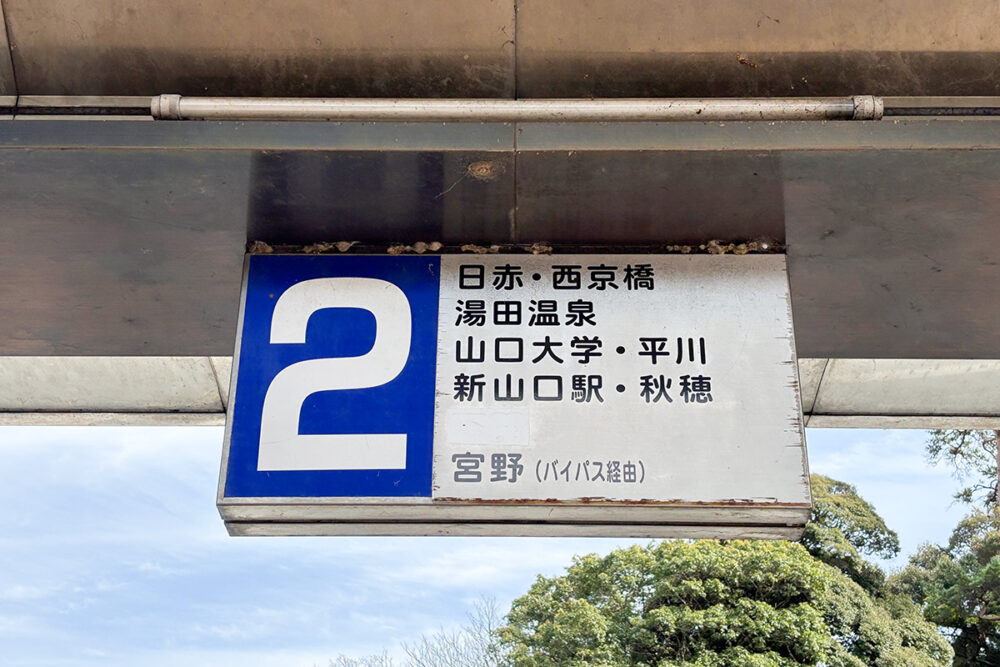 2
日赤・西京橋
湯田温泉
山口大学・平川
新山口駅・秋穂
宮野（バイパス経由）